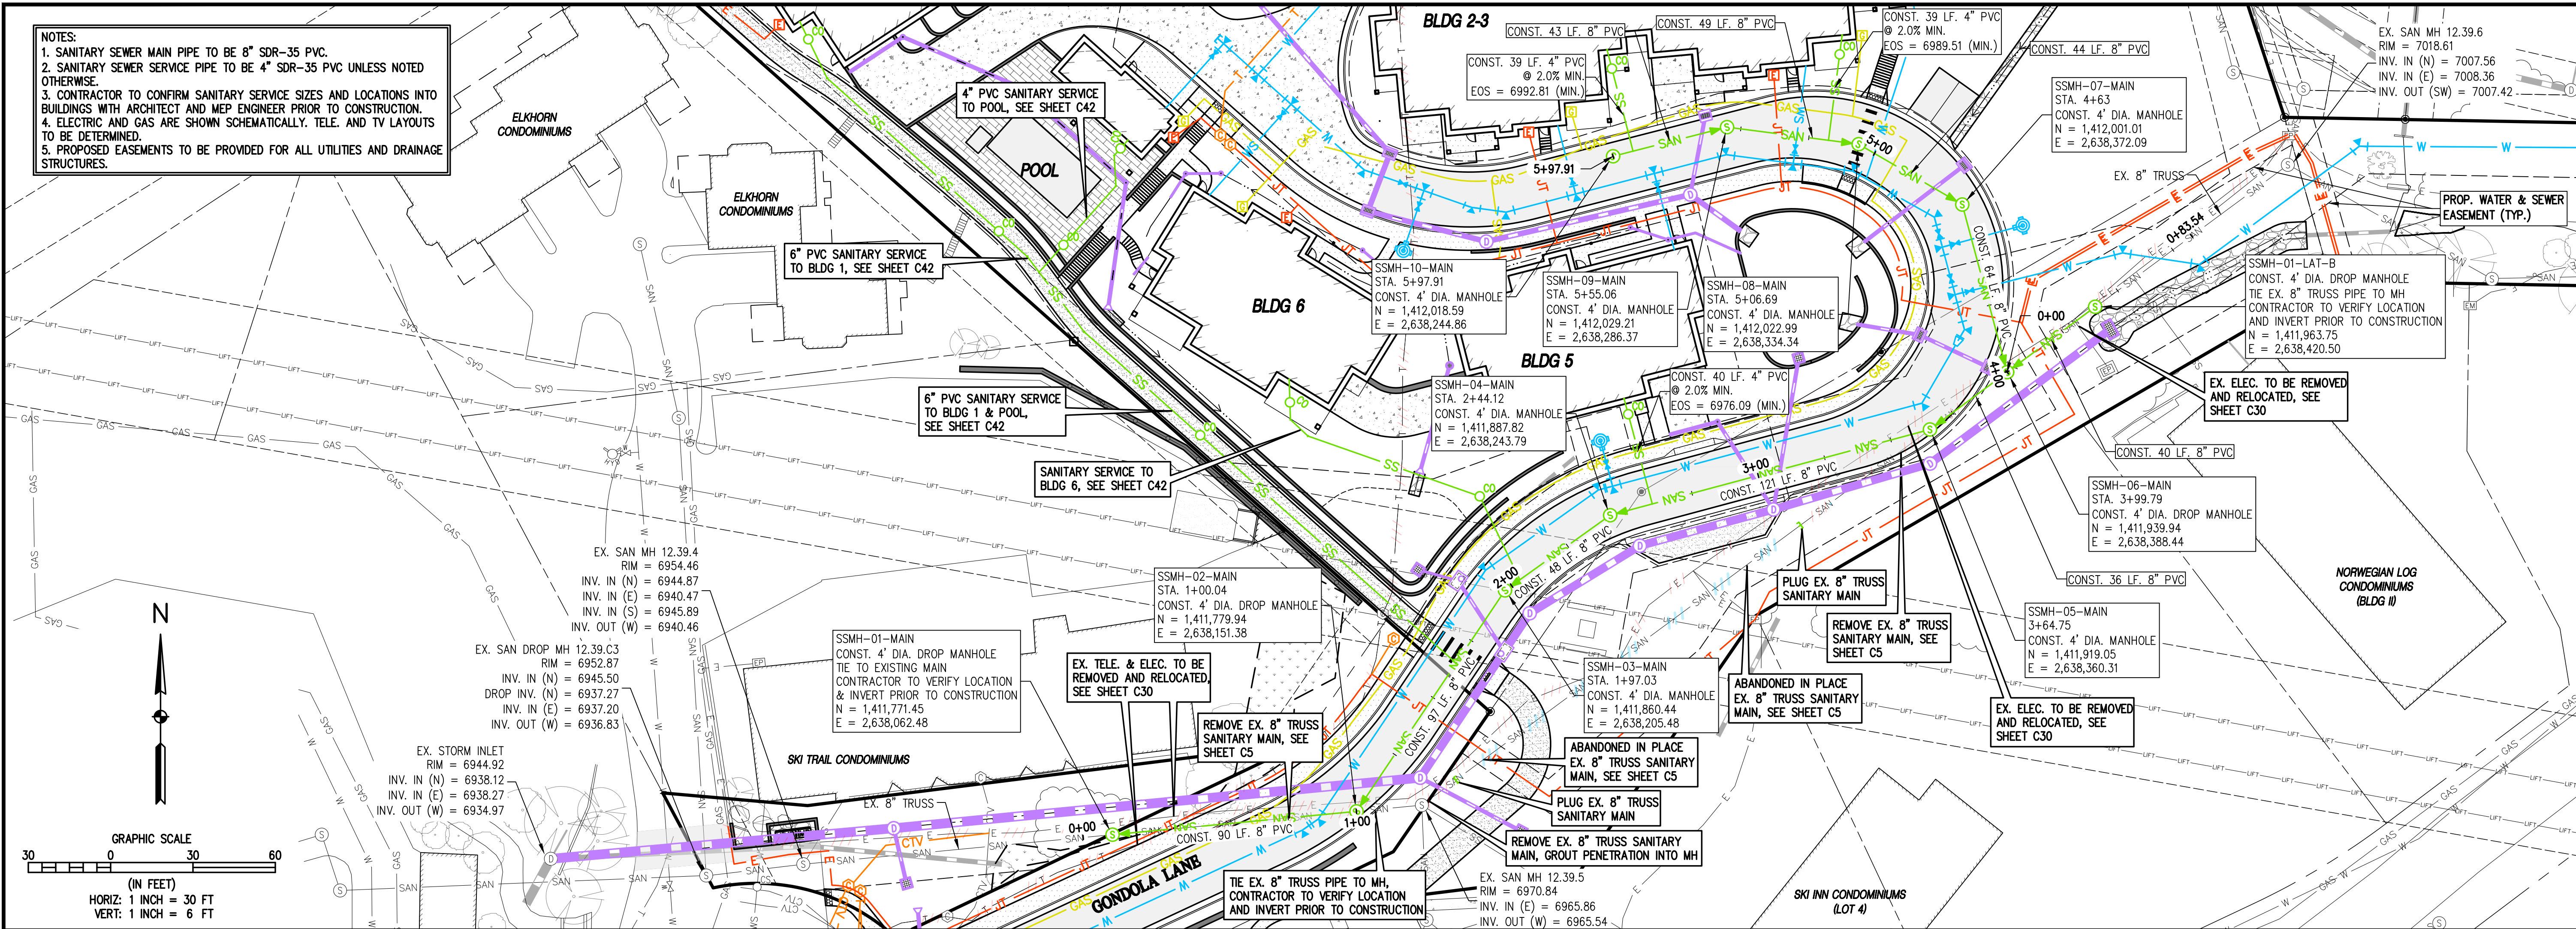 NOTES:
1. SANITARY SEWER MAIN PIPE TO BE 8" SDR-35 PVC.
2. SANITARY SEWER SERVICE PIPE TO BE 4" SDR-35 PVC UNLESS NOTED
OTHERWISE.
3. CONTRACTOR TO CONFIRM SANITARY SERVICE SIZES AND LOCATIONS INTO
BUILDINGS WITH ARCHITECT AND MEP ENGINEER PRIOR TO CONSTRUCTION.
4. ELECTRIC AND GAS ARE SHOWN SCHEMATICALLY. TELE. AND TV LAYOUTS
TO BE DETERMINED.
5. PROPOSED EASEMENTS TO BE PROVIDED FOR ALL UTILITIES AND DRAINAGE
STRUCTURES.
ELKHORN
CONDOMINIUMS
ELKHORN
CONDOMINIUMS
4" PVC SANITARY SERVICE
TO POOL, SEE SHEET C42
POOL
6" PVC SANITARY SERVICE
TO BLDG 1, SEE SHEET C42
BLDG 2-3
CONST. 43 LF. 8" PVC
CONST. 49 LF. 8" PVC
CONST. 39 LF. 4" PVC
@ 2.0% MIN.
EOS = 6989.51 (MIN.)
CONST. 44 LF. 8" PVC
CONST. 39 LF. 4" PVC
@ 2.0% MIN.
EOS = 6992.81 (MIN.)
EX. SAN MH 12.39.6
RIM = 7018.61
INV. IN (N) = 7007.56
INV. IN (E) = 7008.36
INV. OUT (SW) = 7007.42
SSMH-07-MAIN
STA. 4+63
CONST. 4' DIA. MANHOLE
N = 1,412,001.01
E = 2,638,372.09
EX. 8" TRUSS
PROP. WATER & SEWER
EASEMENT (TYP.)
5+97.91
5+00
0+83.54
CONST. 64 LF. 8" PVC
SSMH-01-LAT-B
CONST. 4' DIA. DROP MANHOLE
TIE EX. 8" TRUSS PIPE TO MH
CONTRACTOR TO VERIFY LOCATION
AND INVERT PRIOR TO CONSTRUCTION
N = 1,411,963.75
E = 2,638,420.50
SSMH-10-MAIN
STA. 5+97.91
CONST. 4' DIA. MANHOLE
N = 1,412,018.59
E = 2,638,244.86
SSMH-09-MAIN
STA. 5+55.06
CONST. 4' DIA. MANHOLE
N = 1,412,029.21
E = 2,638,286.37
SSMH-08-MAIN
STA. 5+06.69
CONST. 4' DIA. MANHOLE
N = 1,412,022.99
E = 2,638,334.34
0+00
4+00
BLDG 6
BLDG 5
EX. ELEC. TO BE REMOVED
AND RELOCATED, SEE
SHEET C30
6" PVC SANITARY SERVICE
TO BLDG 1 & POOL,
SEE SHEET C42
SSMH-04-MAIN
STA. 2+44.12
CONST. 4' DIA. MANHOLE
N = 1,411,887.82
E = 2,638,243.79
CONST. 40 LF. 4" PVC
@ 2.0% MIN.
EOS = 6976.09 (MIN.)
CONST. 40 LF. 8" PVC
SANITARY SERVICE TO
BLDG 6, SEE SHEET C42
3+00
CONST. 121 LF. 8" PVC
SSMH-06-MAIN
STA. 3+99.79
CONST. 4' DIA. DROP MANHOLE
N = 1,411,939.94
E = 2,638,388.44
CONST. 36 LF. 8" PVC
NORWEGIAN LOG
CONDOMINIUMS
(BLDG II)
EX. SAN MH 12.39.4
RIM = 6954.46
INV. IN (N) = 6944.87
INV. IN (E) = 6940.47
INV. IN (S) = 6945.89
INV. OUT (W) = 6940.46
SSMH-02-MAIN
STA. 1+00.04
CONST. 4' DIA. DROP MANHOLE
N = 1,411,779.94
E = 2,638,151.38
2+00
CONST. 48 LF. 8" PVC
PLUG EX. 8" TRUSS
SANITARY MAIN
REMOVE EX. 8" TRUSS
SANITARY MAIN, SEE
SHEET C5
SSMH-05-MAIN
3+64.75
CONST. 4' DIA. MANHOLE
N = 1,411,919.05
E = 2,638,360.31
N
EX. SAN DROP MH 12.39.C3
RIM = 6952.87
INV. IN (N) = 6945.50
DROP INV. (N) = 6937.27
INV. IN (E) = 6937.20
INV. OUT (W) = 6936.83
SSMH-01-MAIN
CONST. 4' DIA. DROP MANHOLE
TIE TO EXISTING MAIN
CONTRACTOR TO VERIFY LOCATION
& INVERT PRIOR TO CONSTRUCTION
N = 1,411,771.45
E = 2,638,062.48
EX. TELE. & ELEC. TO BE
REMOVED AND RELOCATED,
SEE SHEET C30
SSMH-03-MAIN
STA. 1+97.03
CONST. 4' DIA. MANHOLE
N = 1,411,860.44
E = 2,638,205.48
ABANDONED IN PLACE
EX. 8" TRUSS SANITARY
MAIN, SEE SHEET C5
EX. ELEC. TO BE REMOVED
AND RELOCATED, SEE
SHEET C30
REMOVE EX. 8" TRUSS
SANITARY MAIN, SEE
SHEET C5
CONST. 97 LF. 8" PVC
ABANDONED IN PLACE
EX. 8" TRUSS SANITARY
MAIN, SEE SHEET C5
EX. STORM INLET
RIM = 6944.92
INV. IN (N) = 6938.12
INV. IN (E) = 6938.27
INV. OUT (W) = 6934.97
SKI TRAIL CONDOMINIUMS
EX. 8" TRUSS
0+00
CONST. 90 LF. 8" PVC
1+00
PLUG EX. 8" TRUSS
SANITARY MAIN
REMOVE EX. 8" TRUSS SANITARY
MAIN, GROUT PENETRATION INTO MH
GRAPHIC SCALE
30 0 30 60
(IN FEET)
HORIZ: 1 INCH = 30 FT
VERT: 1 INCH = 6 FT
GONDOLA LANE
TIE EX. 8" TRUSS PIPE TO MH,
CONTRACTOR TO VERIFY LOCATION
AND INVERT PRIOR TO CONSTRUCTION
EX. SAN MH 12.39.5
RIM = 6970.84
INV. IN (E) = 6965.86
INV. OUT (W) = 6965.54
SKI INN CONDOMINIUMS
(LOT 4)